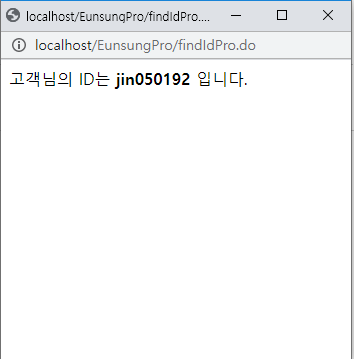 localhost/EunsungPro/findIdPro....
localhost/EunsungPro/findIdPro.do
고객님의 ID는 jin050192 입니다.